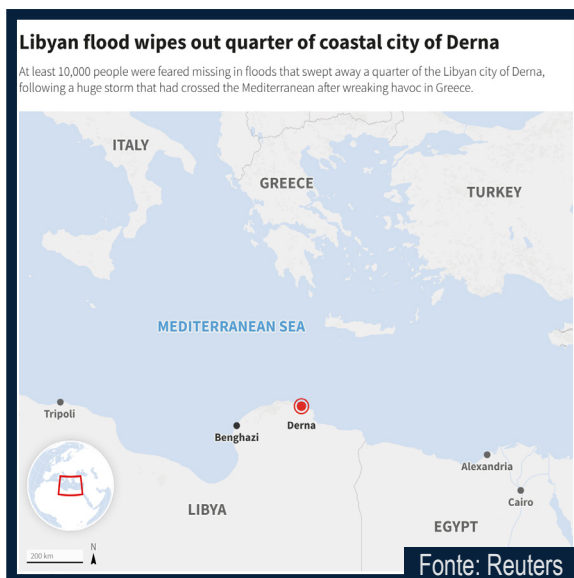 Libyan flood wipes out quarter of coastal city of Derna
At least 10,000 people were feared missing in floods that swept away a quarter of the Libyan city of Derna,
following a huge storm that had crossed the Mediterranean after wreaking havoc in Greece.
ITALY
GREECE
TURKEY
MEDITERRANEAN SEA
Tripoli
Benghazi
Derna
Alexandria
Cairo
LIBYA
EGYPT
200 km
N
Fonte: Reuters